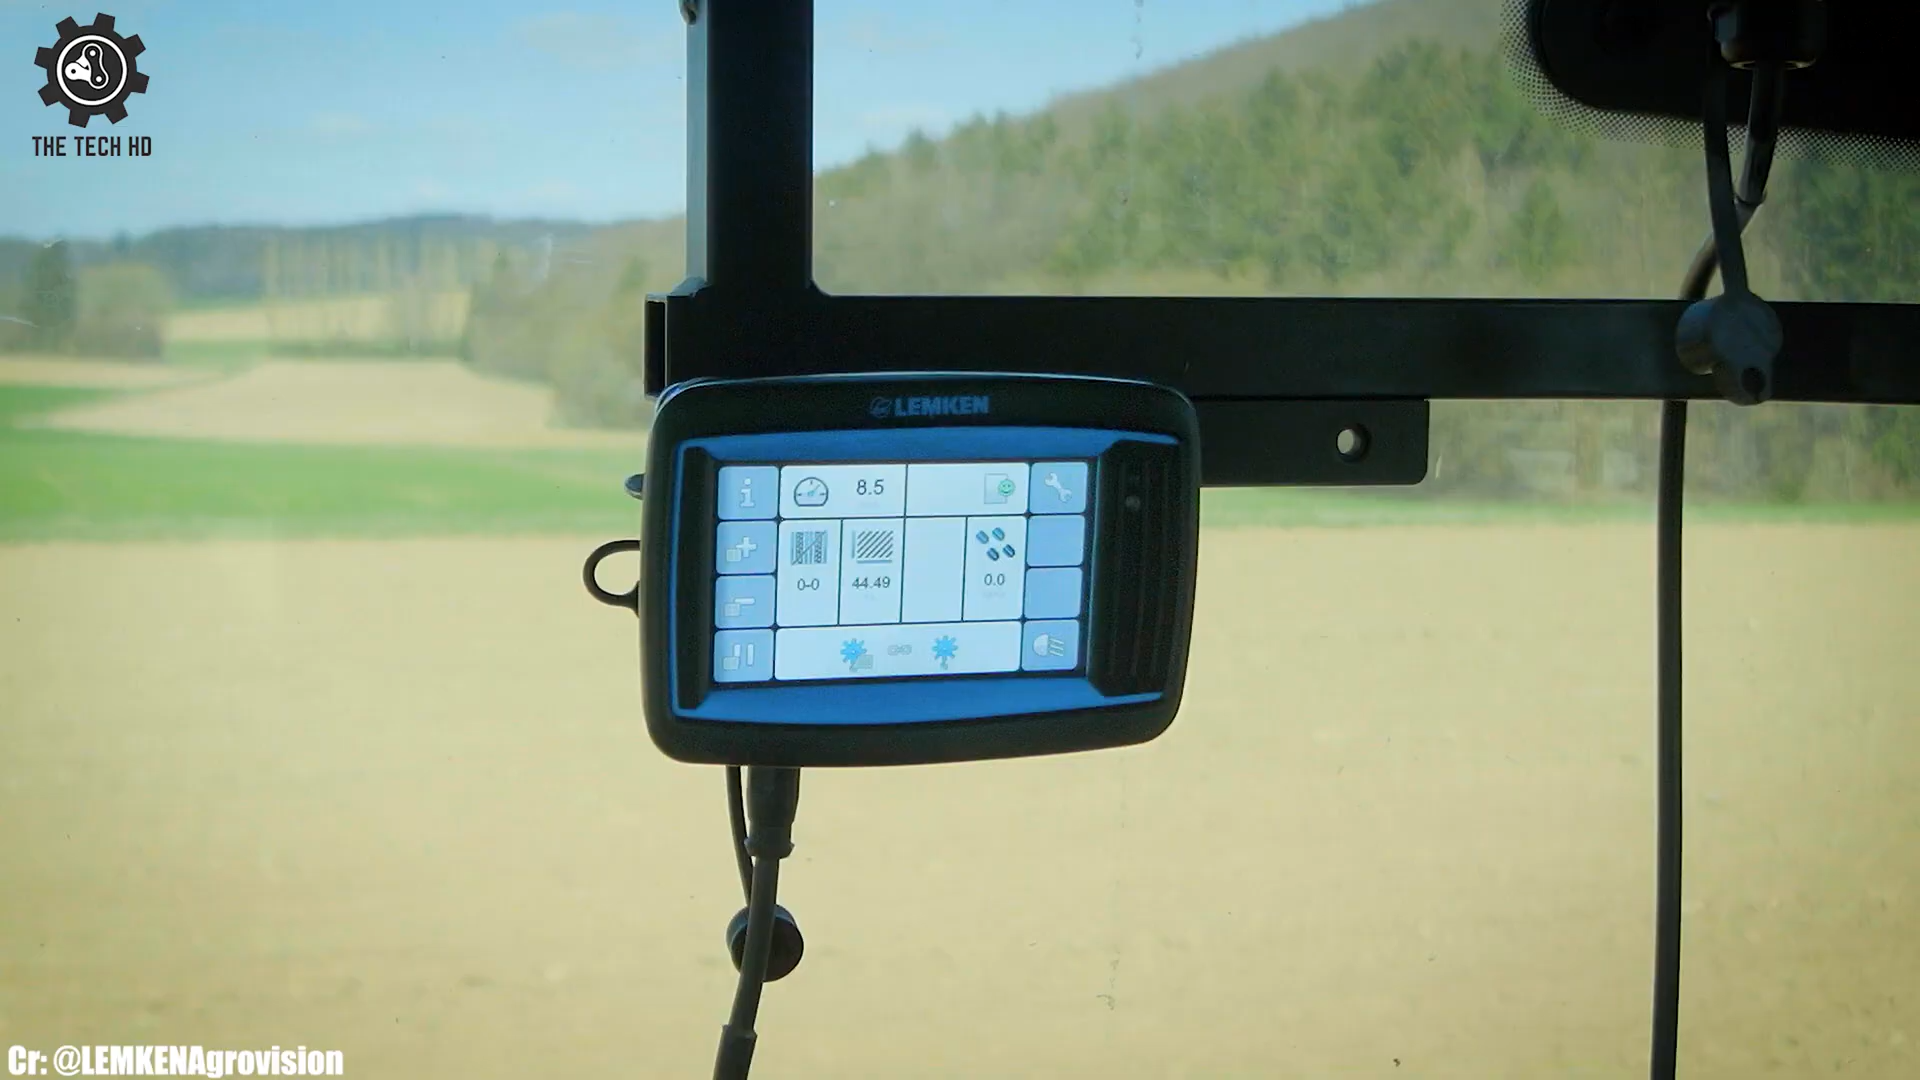 THE TECH HD
LEMKEN
8.5
0-0
44.49
0.0
Cr: @LEMKENAgrovision